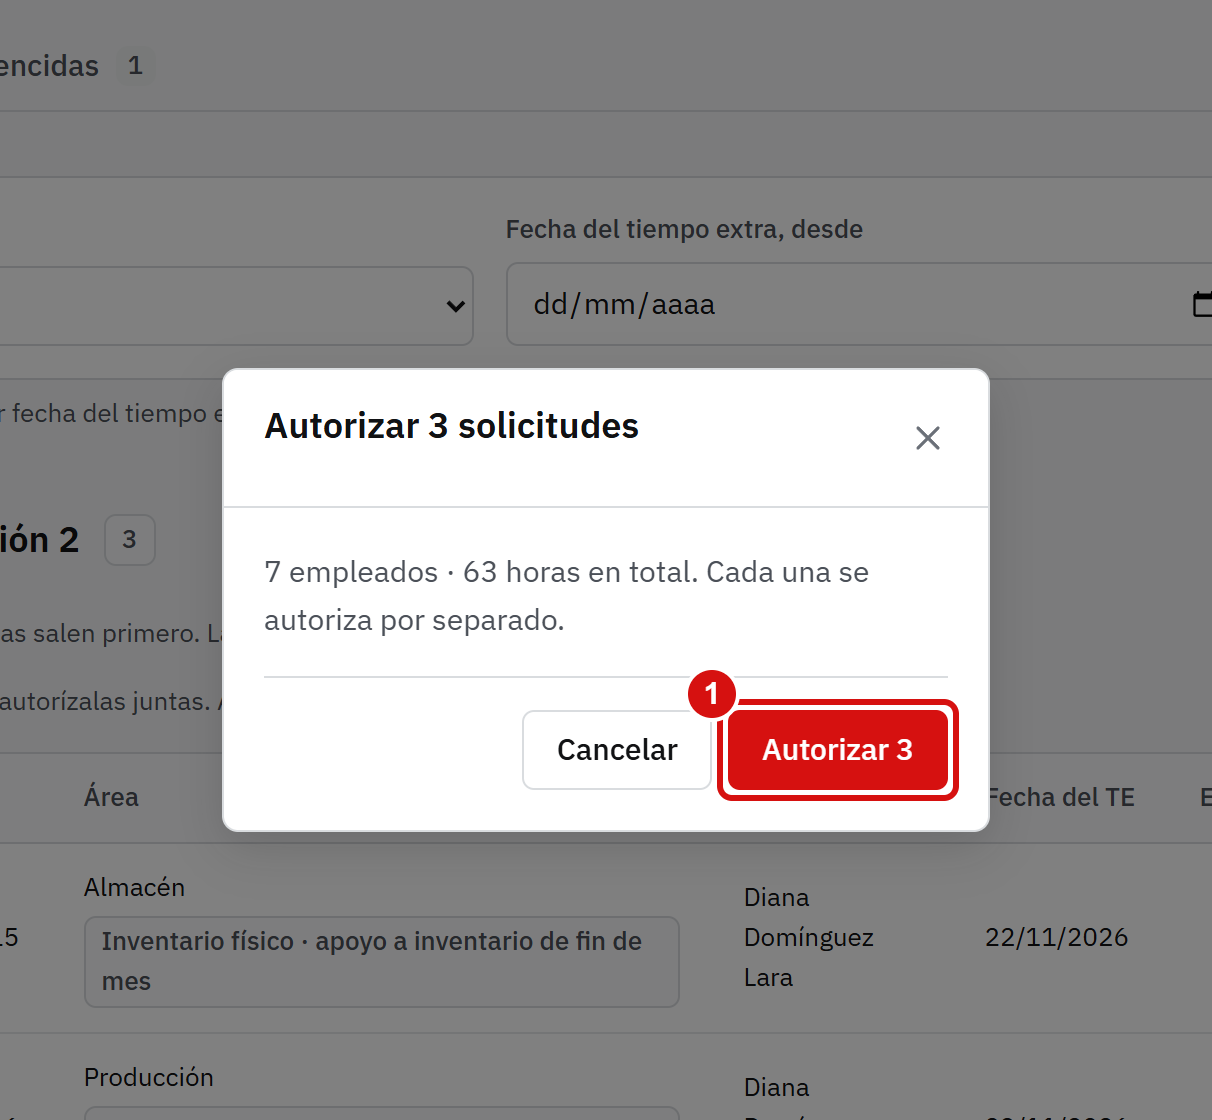 encidas 1
Fecha del tiempo extra, desde
dd/mm/aaaa
r fecha del tiempo e
Autorizar 3 solicitudes
ión 2 3
7 empleados · 63 horas en total. Cada una se
autoriza por separado.
as salen primero. L
autorízalas juntas.
1
Cancelar Autorizar 3
Área Fecha del TE E
Almacén
Inventario físico · apoyo a inventario de fin de
mes
Diana
Domínguez
Lara
15 22/11/2026
Producción
Diana